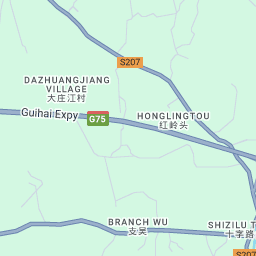 S207
DAZHUANGJIANG
VILLAGE
大庄江村
Guihai Expy
G75
HONGLINGTOU
红岭头
BRANCH WU
支吴
SHIZILU T
十字路
S207